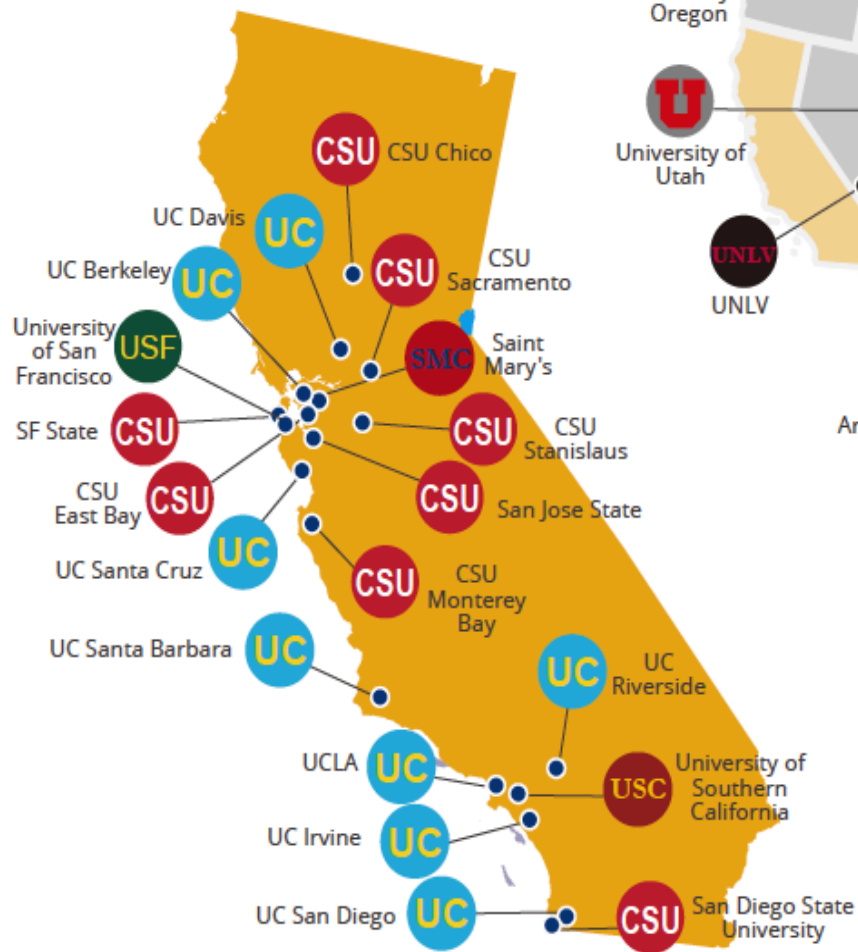 Oregon
U
University of
Utah
UNLV
UNLV
CSU
CSU Chico
UC Davis
UC
UC Berkeley
UC
CSU
CSU
Sacramento
University
of San
Francisco
USF
SMC
Saint
Mary's
SF State
CSU
CSU
CSU
Stanislaus
CSU
East Bay
CSU
CSU
San Jose State
UC Santa Cruz
UC
CSU
CSU
Monterey
Bay
UC Santa Barbara
UC
UC
UC
Riverside
UCLA
UC
USC
University of
Southern
California
UC Irvine
UC
UC San Diego
UC
CSU
San Diego State
University